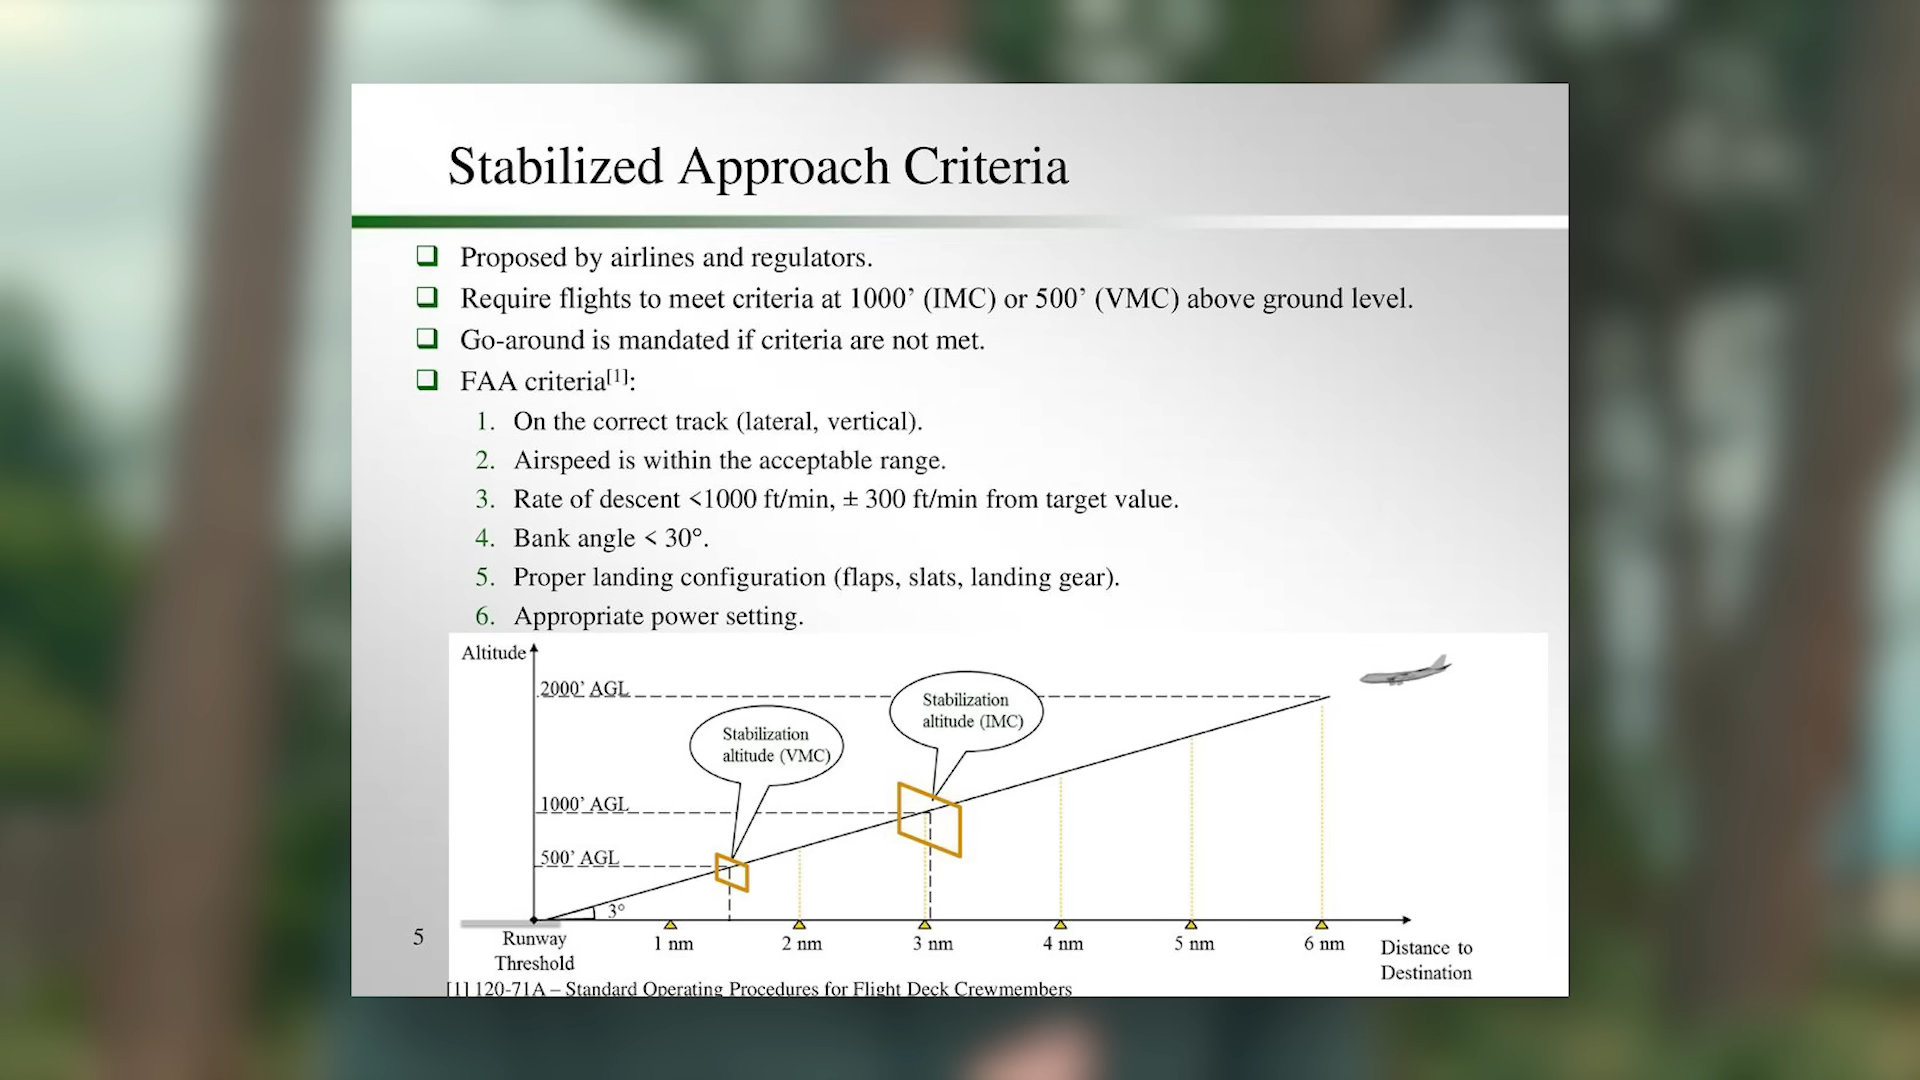 Stabilized Approach Criteria
Proposed by airlines and regulators.
Require flights to meet criteria at 1000’ (IMC) or 500’ (VMC) above ground level.
Go-around is mandated if criteria are not met.
FAA criteria[1]:
1. On the correct track (lateral, vertical).
2. Airspeed is within the acceptable range.
3. Rate of descent <1000 ft/min, ± 300 ft/min from target value.
4. Bank angle < 30°.
5. Proper landing configuration (flaps, slats, landing gear).
6. Appropriate power setting.
Altitude
2000’ AGL
Stabilization
altitude (IMC)
Stabilization
altitude (VMC)
1000’ AGL
500’ AGL
3°
5
Runway
Threshold
1 nm
2 nm
3 nm
4 nm
5 nm
6 nm
Distance to
Destination
[1] 120-71A – Standard Operating Procedures for Flight Deck Crewmembers